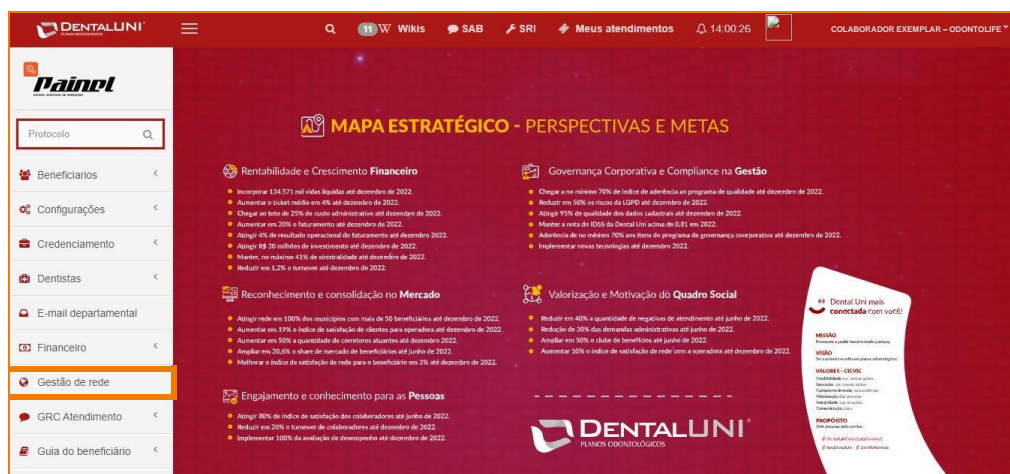 DENTALUNI
PLANOS ODONTOLÓGICOS
11 W Wikis
SAB
SRI
Meus atendimentos
14:00:26
COLABORADOR EXEMPLAR – ODONTOLIFE
Painel
Protocolo
Beneficiarios
Configurações
Credenciamento
Dentistas
E-mail departamental
Financeiro
Gestão de rede
GRC Atendimento
Guia do beneficiário
MAPA ESTRATÉGICO - PERSPECTIVAS E METAS
Rentabilidade e Crescimento Financeiro
Incorporar 134.571 mil vidas líquidas até dezembro de 2022.
Aumentar o ticket médio em 4% até dezembro de 2022.
Chegar ao teto de 25% de custo administrativo até dezembro de 2022.
Aumentar em 20% o faturamento até dezembro de 2022.
Atingir 4% de resultado operacional do faturamento até dezembro 2022.
Atingir R$ 30 milhões de investimento até dezembro de 2022.
Manter, no máximo 41% de sinistralidade até dezembro de 2022.
Reduzir em 1,2% o turnover até dezembro de 2022.
Governança Corporativa e Compliance na Gestão
Chegar a no mínimo 70% de índice de aderência ao programa de qualidade até dezembro de 2022.
Reduzir em 50% os riscos da LGPD até dezembro de 2022.
Atingir 95% de qualidade dos dados cadastrais até dezembro de 2022.
Manter a nota do IDSS da Dental Uni acima de 0,81 em 2022.
Aderência de no mínimo 70% aos itens do programa de governança coorporativa até dezembro de 2022.
Implementar novas tecnologias até dezembro 2022.
Reconhecimento e consolidação no Mercado
Atingir rede em 100% dos municípios com mais de 50 beneficiários até dezembro de 2022.
Aumentar em 19% o índice de satisfação de clientes para operadora até dezembro de 2022.
Aumentar em 50% a quantidade de corretores atuantes até dezembro de 2022.
Ampliar em 20,6% o share de mercado de beneficiários até junho de 2022.
Melhorar o índice de satisfação de rede para o beneficiário em 3% até dezembro de 2022.
Valorização e Motivação do Quadro Social
Reduzir em 40% a quantidade de negativas de atendimento até junho de 2022.
Redução de 30% das demandas administrativas até junho de 2022.
Ampliar em 50% o clube de benefícios até junho de 2022.
Aumentar 10% o índice de satisfação de rede com a operadora até dezembro de 2022.
Engajamento e conhecimento para as Pessoas
Atingir 80% de índice de satisfação dos colaboradores até junho de 2022.
Reduzir em 20% o turnover de colaboradores até dezembro de 2022.
Implementar 100% da avaliação de desempenho até dezembro de 2022.
DENTALUNI
PLANOS ODONTOLÓGICOS
Dental Uni mais
conectada com você!
MISSÃO
VISÃO
VALORES - CICVIC
PROPÓSITO